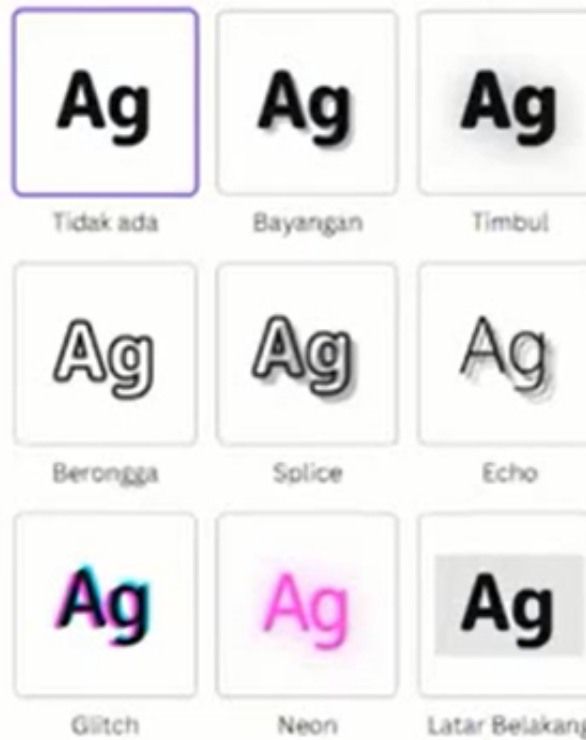 Ag Ag Ag
Tidak ada Bayangan Timbul
Ag Ag Ag
Berongga Splice Echo
Ag Ag Ag
Glitch Neon Latar Belakang